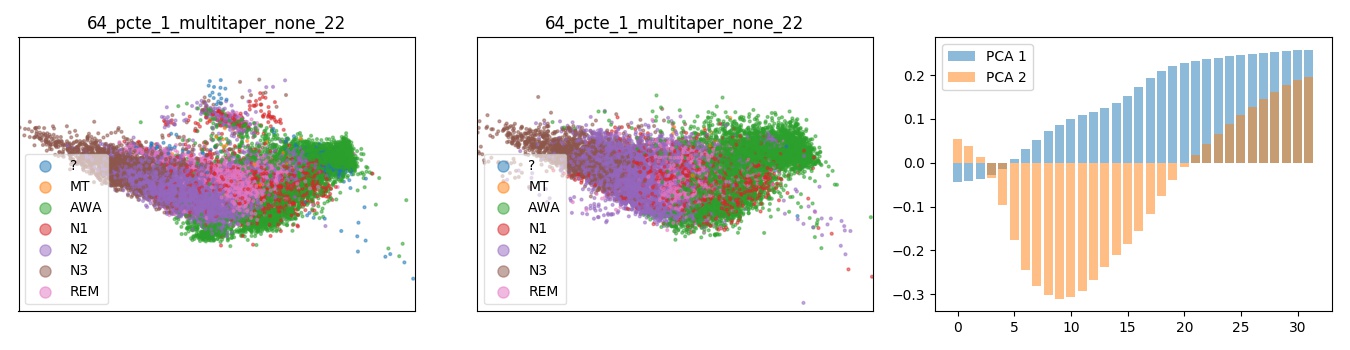 64_pcte_1_multitaper_none_22
?
MT
AWA
N1
N2
N3
REM
64_pcte_1_multitaper_none_22
?
MT
AWA
N1
N2
N3
REM
PCA 1
PCA 2
0.2
0.1
0.0
−0.1
−0.2
−0.3
0 5 10 15 20 25 30